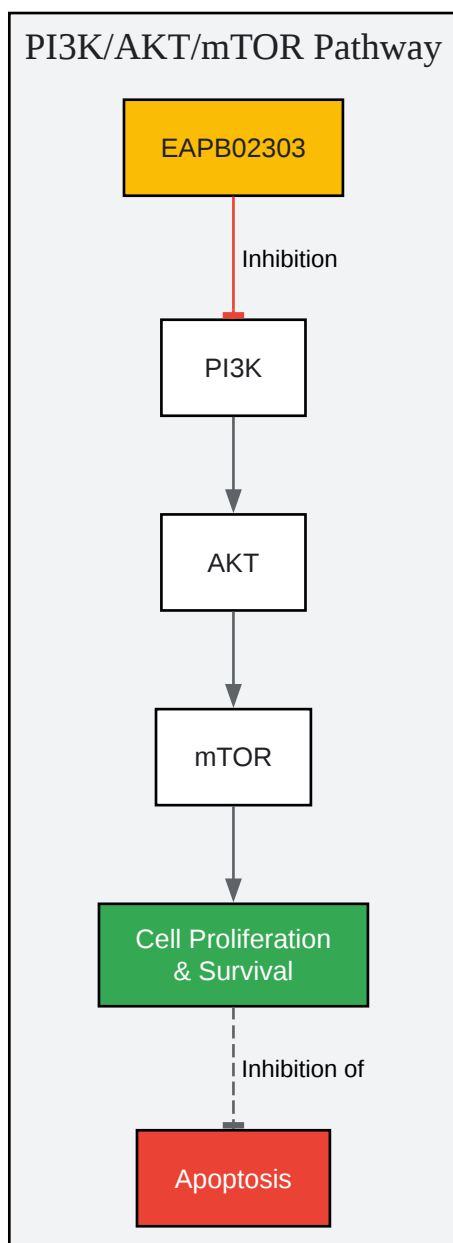 PI3K/AKT/mTOR Pathway
EAPB02303
Inhibition
PI3K
AKT
mTOR
Cell Proliferation
& Survival
Inhibition of
Apoptosis